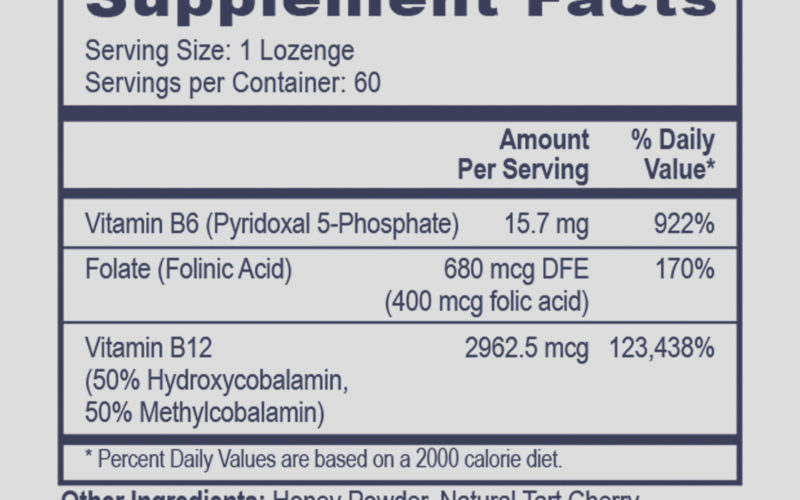 Supplement Facts
Serving Size: 1 Lozenge
Servings per Container: 60
Amount % Daily
Per Serving Value*
Vitamin B6 (Pyridoxal 5-Phosphate) 15.7 mg 922%
Folate (Folinic Acid) 680 mcg DFE 170%
(400 mcg folic acid)
Vitamin B12 2962.5 mcg 123,438%
(50% Hydroxycobalamin,
50% Methylcobalamin)
* Percent Daily Values are based on a 2000 calorie diet.
Other Ingredients: Honey Powder, Natural Tart Cherry